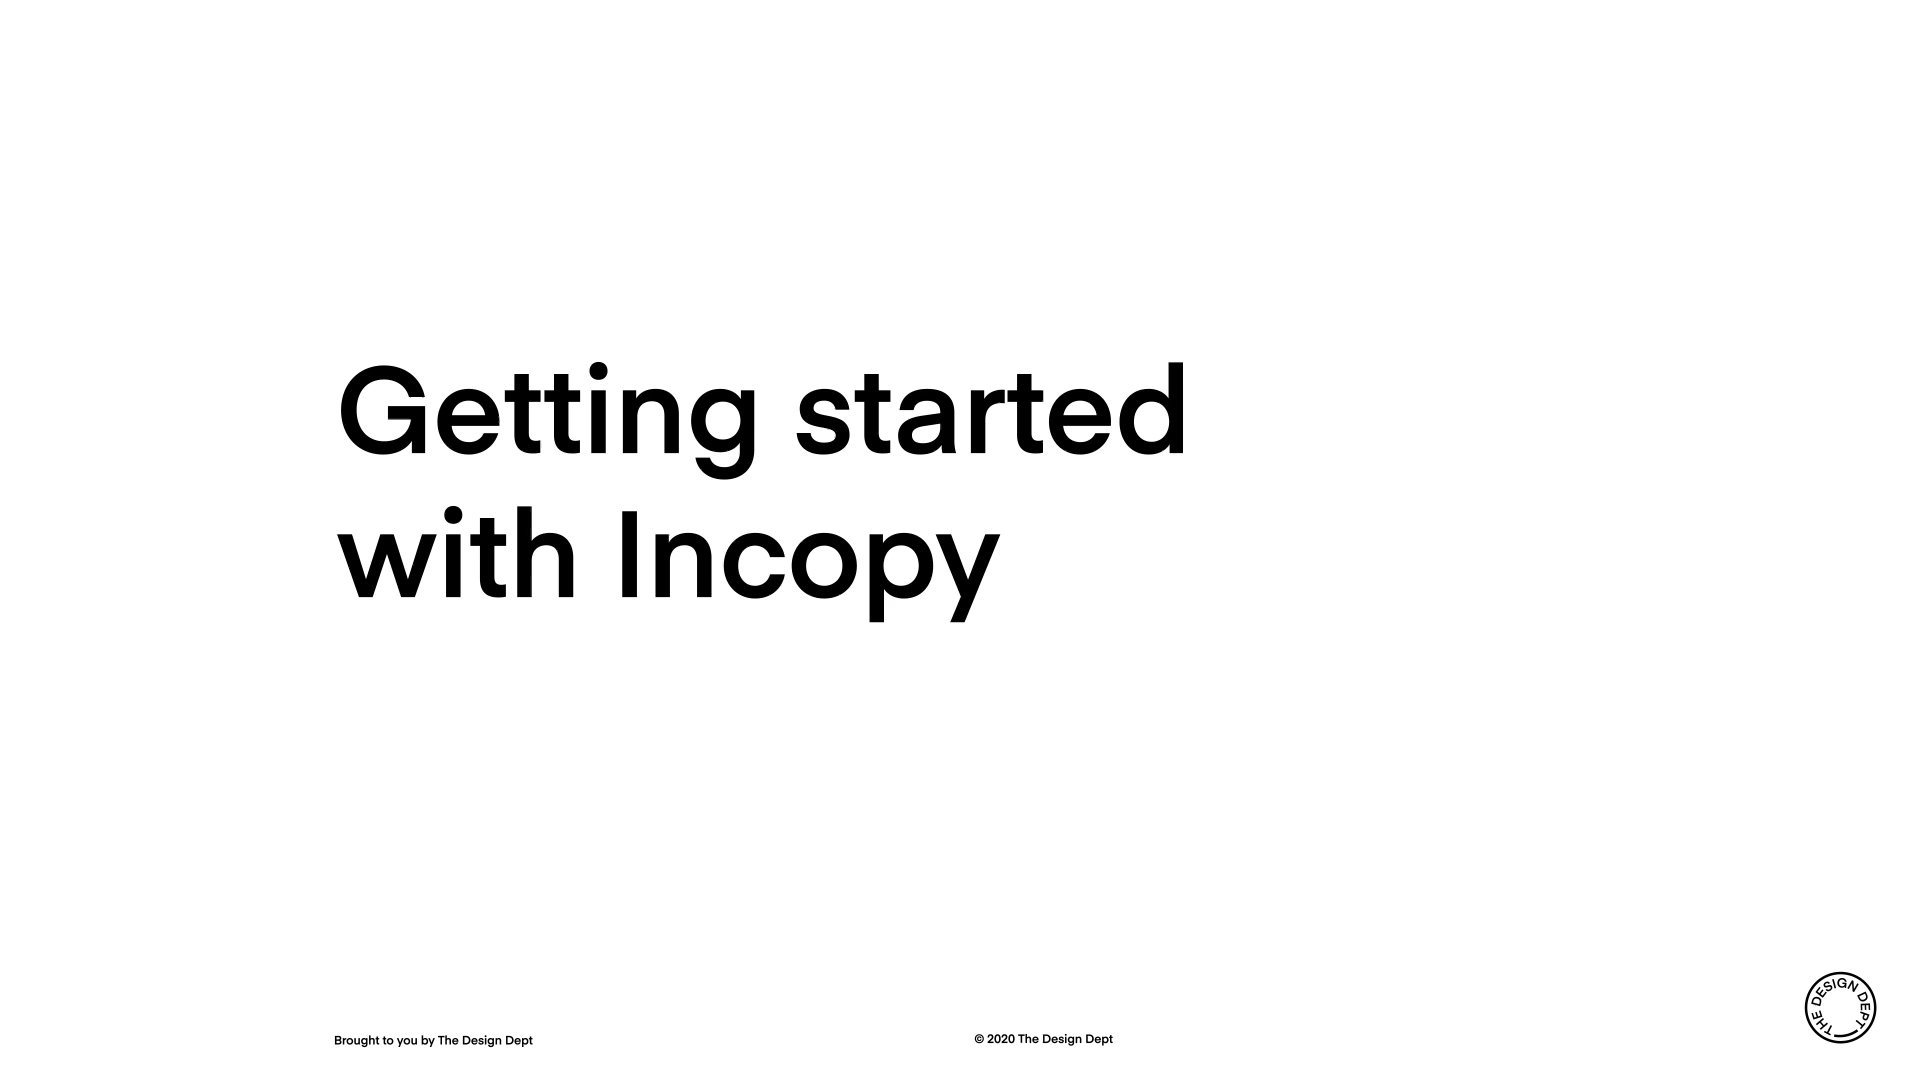 Getting started
with Incopy
Brought to you by The Design Dept
© 2020 The Design Dept
THE DESIGN DEPT